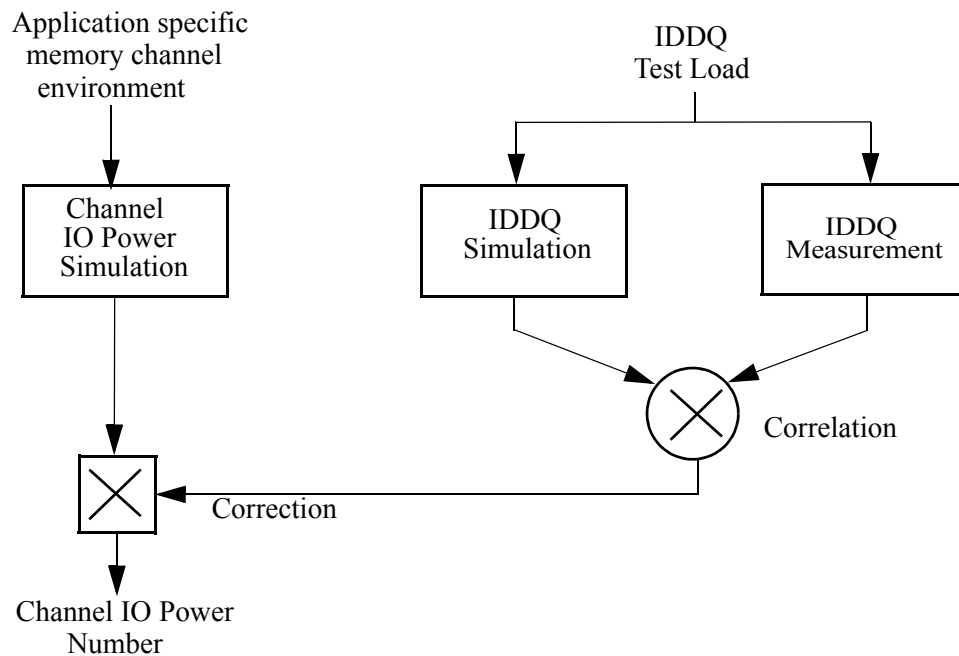 Application specific
memory channel
environment
IDDQ
Test Load
Channel
IO Power
Simulation
IDDQ
Simulation
IDDQ
Measurement
Correlation
Correction
Channel IO Power
Number